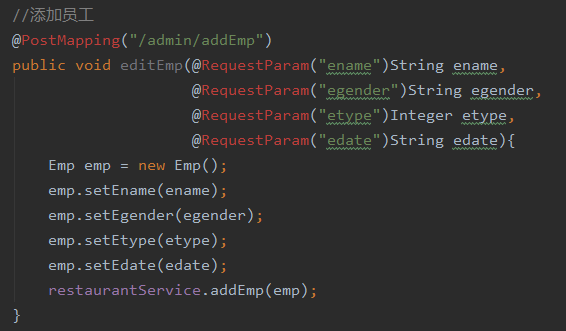 //添加员工
@PostMapping("/admin/addEmp")
public void editEmp(@RequestParam("ename")String ename,
                    @RequestParam("egender")String egender,
                    @RequestParam("etype")Integer etype,
                    @RequestParam("edate")String edate){
    Emp emp = new Emp();
    emp.setEname(ename);
    emp.setEgender(egender);
    emp.setEtype(etype);
    emp.setEdate(edate);
    restaurantService.addEmp(emp);
}